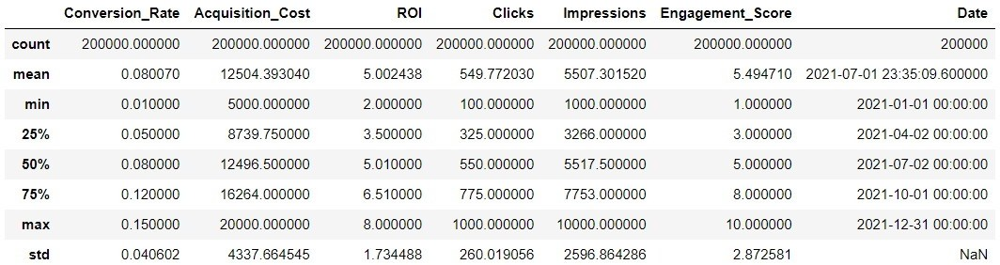 Conversion_Rate Acquisition_Cost ROI Clicks Impressions Engagement_Score Date
count 200000.000000 200000.000000 200000.000000 200000.000000 200000.000000 200000.000000 200000
mean 0.080070 12504.393040 5.002438 549.772030 5507.301520 5.494710 2021-07-01 23:35:09.600000
min 0.010000 5000.000000 2.000000 100.000000 1000.000000 1.000000 2021-01-01 00:00:00
25% 0.050000 8739.750000 3.500000 325.000000 3266.000000 3.000000 2021-04-02 00:00:00
50% 0.080000 12496.500000 5.010000 550.000000 5517.500000 5.000000 2021-07-02 00:00:00
75% 0.120000 16264.000000 6.510000 775.000000 7753.000000 8.000000 2021-10-01 00:00:00
max 0.150000 20000.000000 8.000000 1000.000000 10000.000000 10.000000 2021-12-31 00:00:00
std 0.040602 4337.664545 1.734488 260.019056 2596.864286 2.872581 NaN